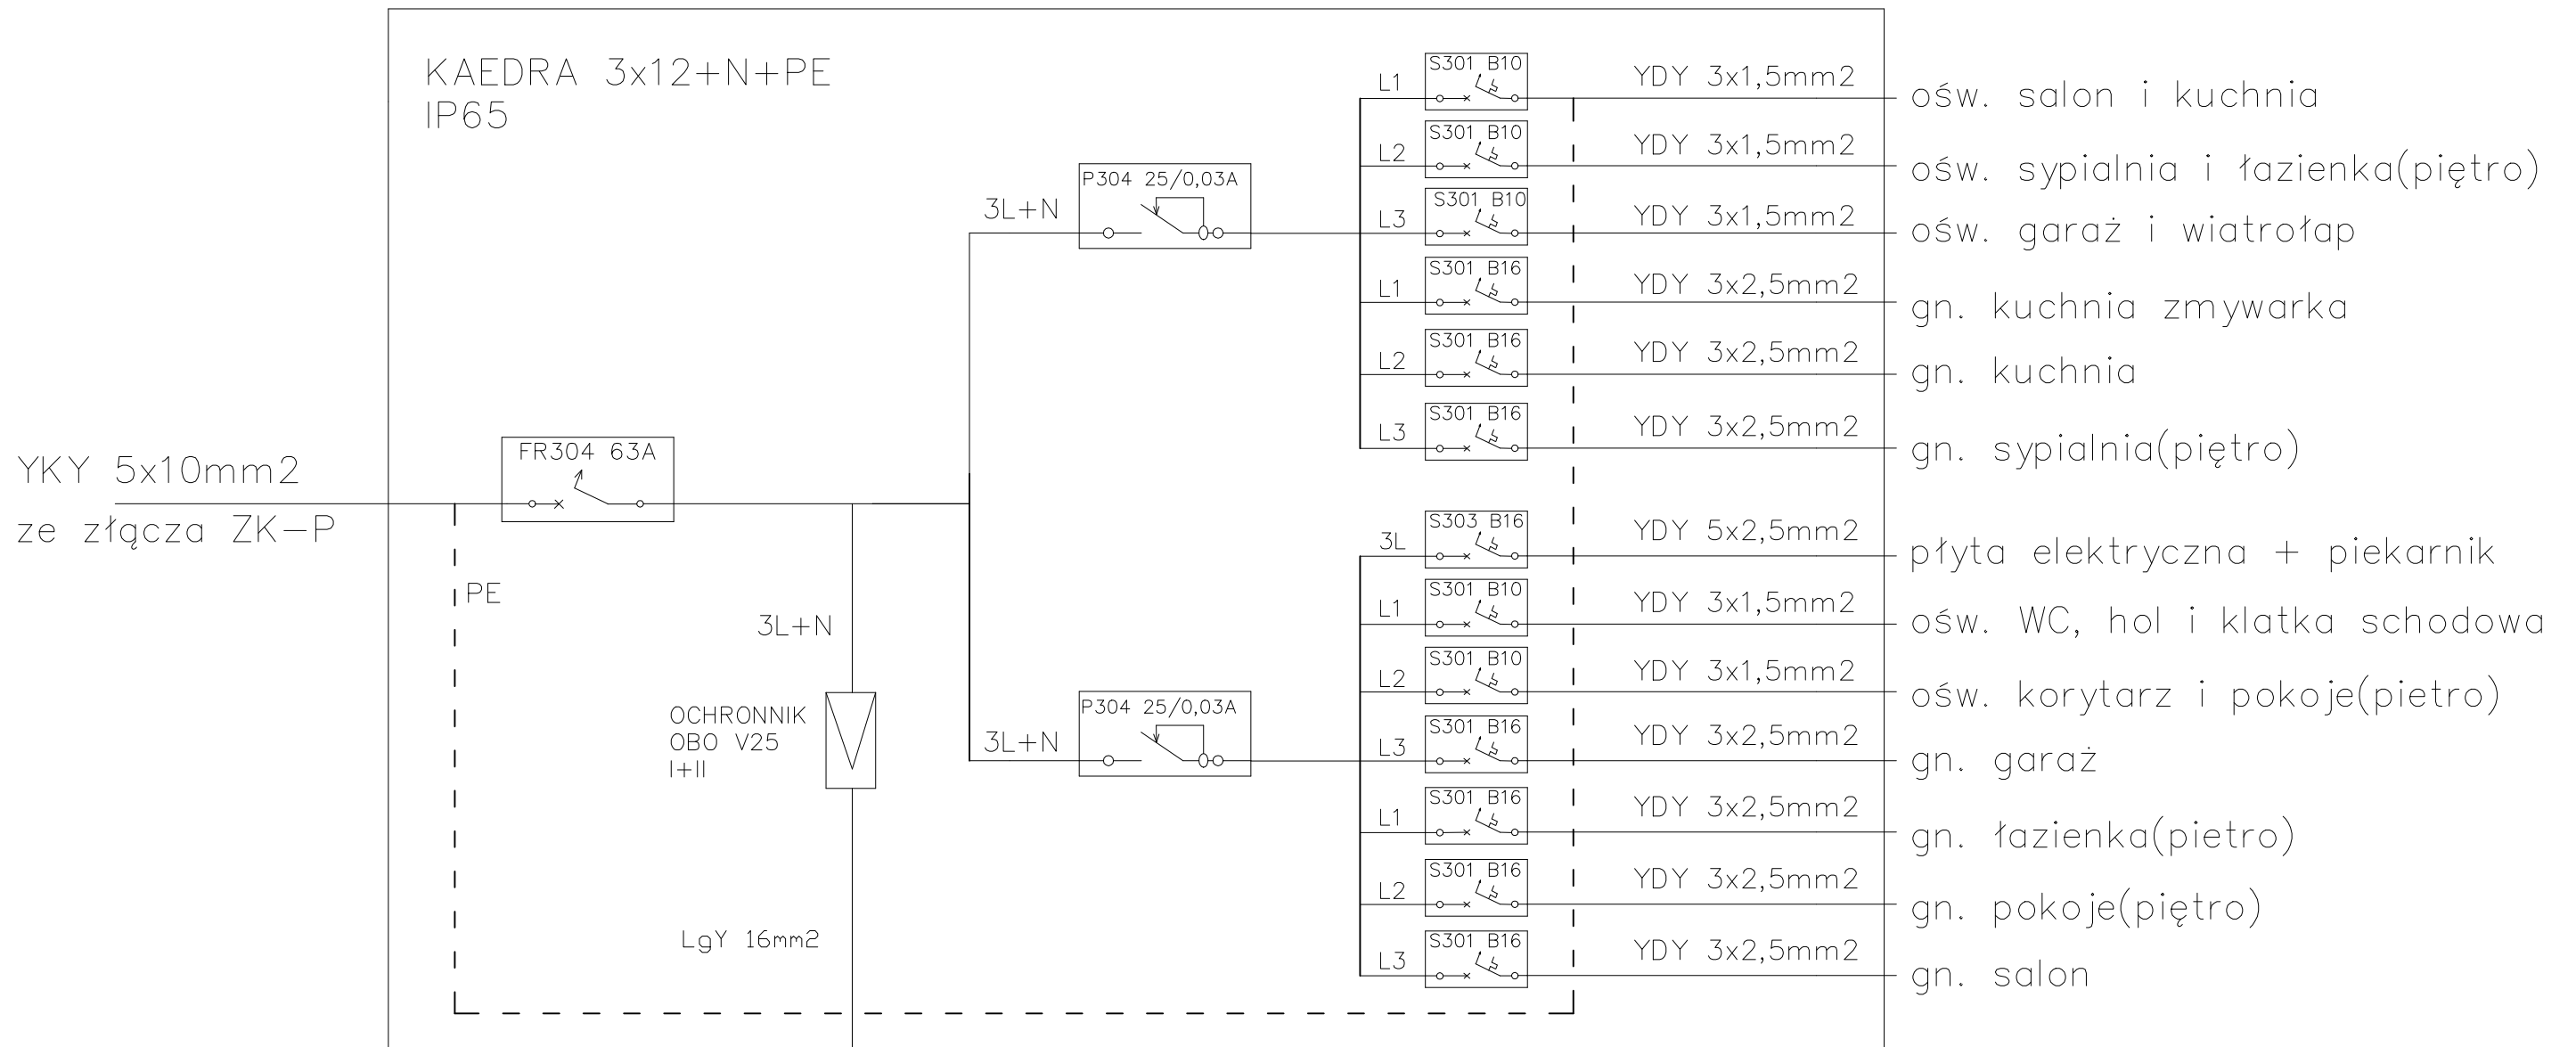 KAEDRA 3x12+N+PE
IP65
L1
S301 B10
YDY 3x1,5mm2
ośw. salon i kuchnia
L2
S301 B10
YDY 3x1,5mm2
ośw. sypialnia i łazienka(piętro)
P304 25/0,03A
3L+N
L3
S301 B10
YDY 3x1,5mm2
ośw. garaż i wiatrołap
L1
S301 B16
YDY 3x2,5mm2
gn. kuchnia zmywarka
L2
S301 B16
YDY 3x2,5mm2
gn. kuchnia
L3
S301 B16
YDY 3x2,5mm2
gn. sypialnia(piętro)
YKY 5x10mm2
ze złącza ZK-P
FR304 63A
PE
3L+N
OCHRONNIK
OBO V25
I+II
LgY 16mm2
3L
S303 B16
YDY 5x2,5mm2
płyta elektryczna + piekarnik
L1
S301 B10
YDY 3x1,5mm2
ośw. WC, hol i klatka schodowa
L2
S301 B10
YDY 3x1,5mm2
ośw. korytarz i pokoje(pietro)
P304 25/0,03A
3L+N
L3
S301 B16
YDY 3x2,5mm2
gn. garaż
L1
S301 B16
YDY 3x2,5mm2
gn. łazienka(pietro)
L2
S301 B16
YDY 3x2,5mm2
gn. pokoje(piętro)
L3
S301 B16
YDY 3x2,5mm2
gn. salon